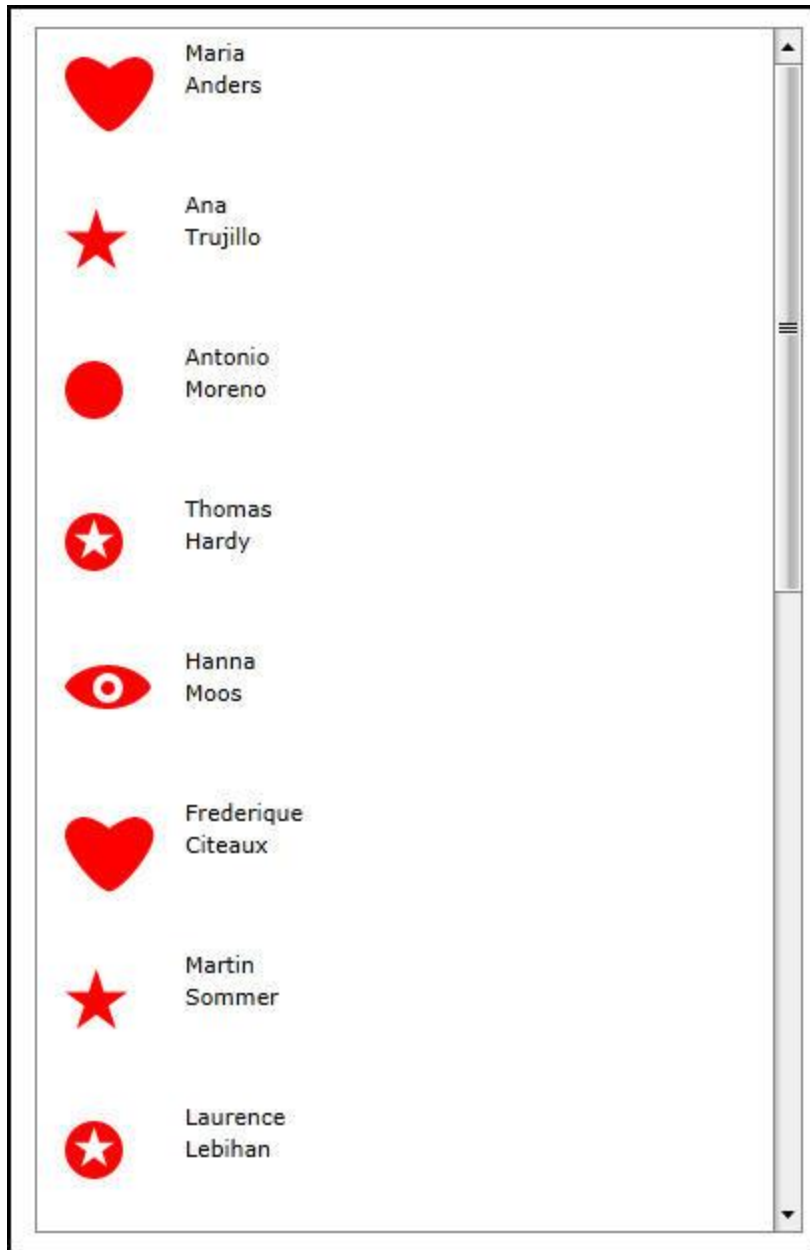 Maria
Anders
Ana
Trujillo
Antonio
Moreno
Thomas
Hardy
Hanna
Moos
Frederique
Citeaux
Martin
Sommer
Laurence
Lebihan